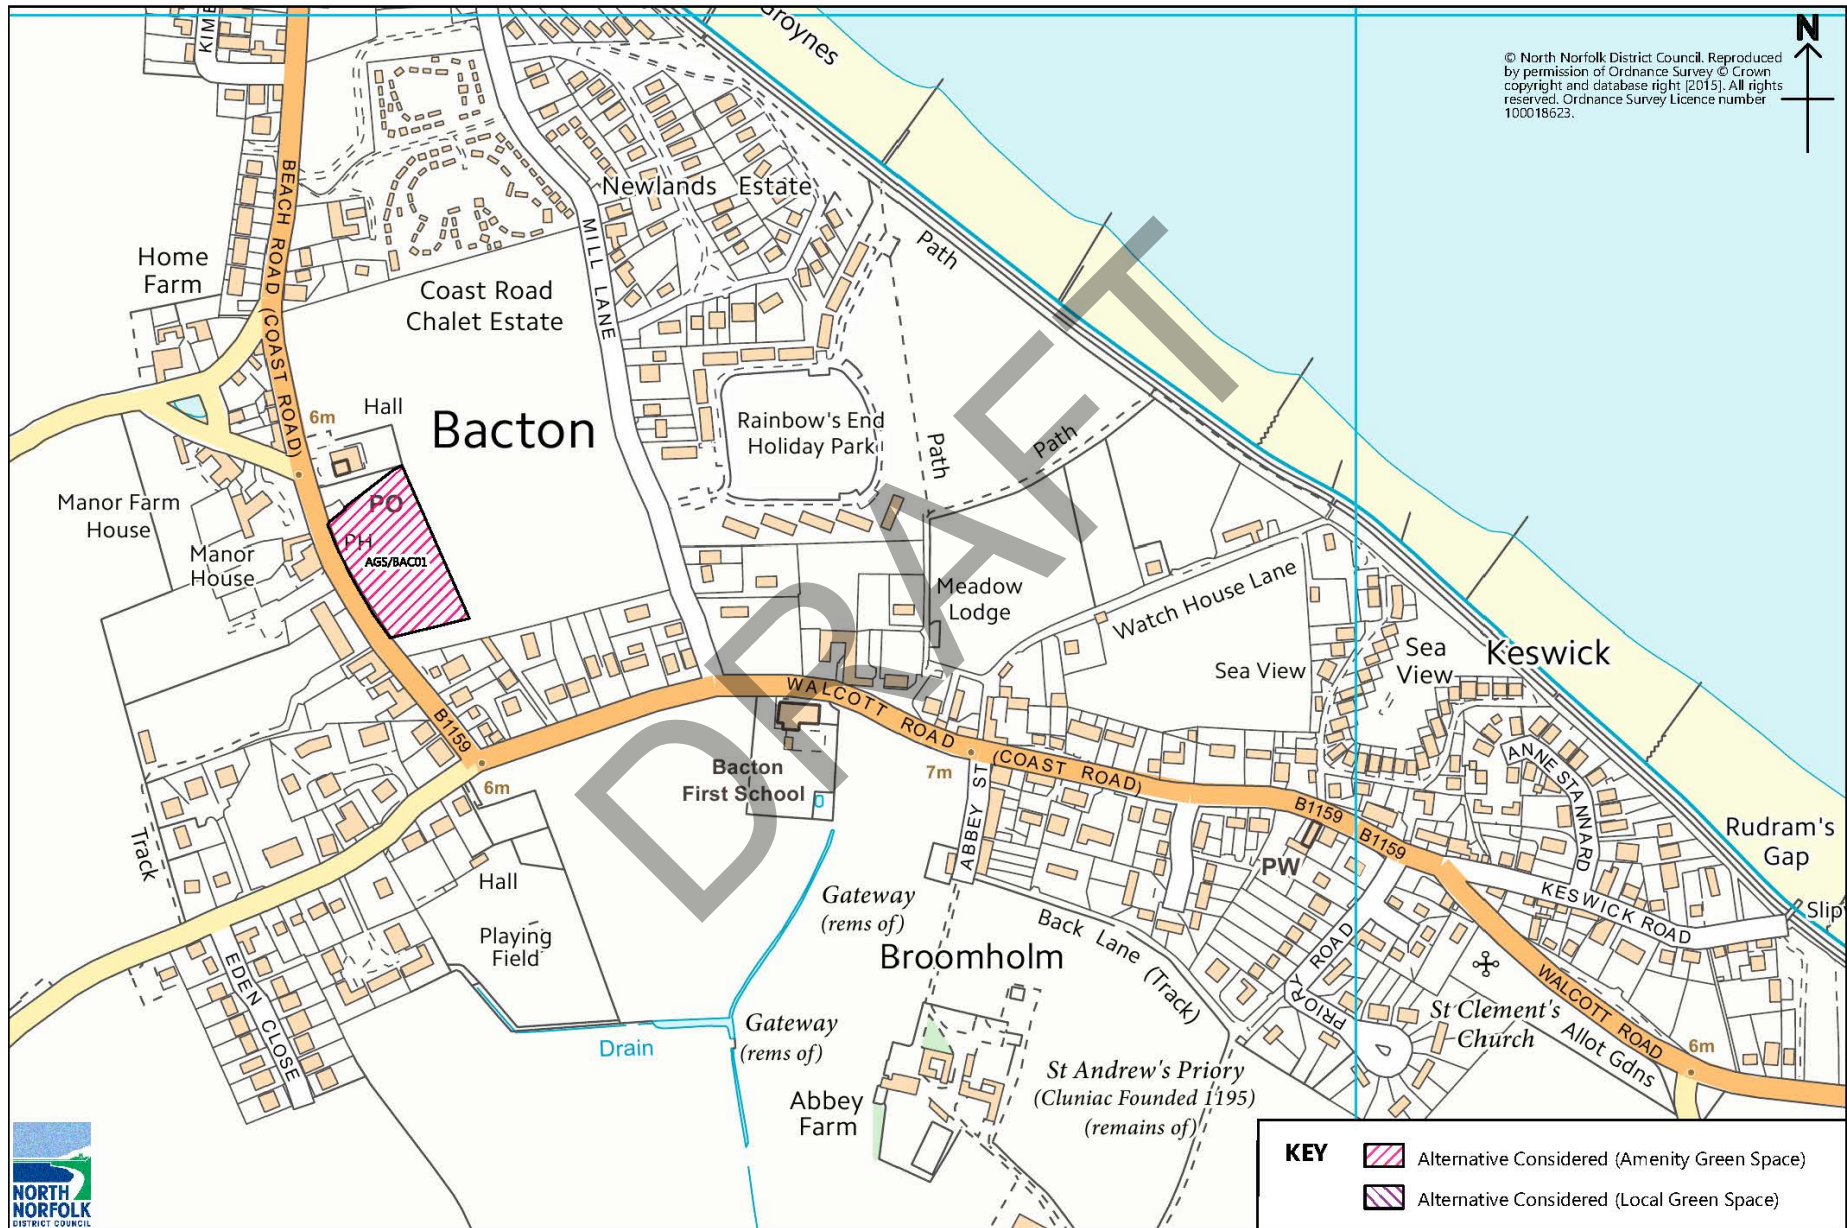 Groynes
N
© North Norfolk District Council. Reproduced
by permission of Ordnance Survey © Crown
copyright and database right [2015]. All rights
reserved. Ordnance Survey Licence number
100018623.
KIMB
BEACH ROAD (COAST ROAD)
MILL LANE
Newlands Estate
Path
Home
Farm
Coast Road
Chalet Estate
6m
Hall
Bacton
Rainbow's End
Holiday Park
Path
Path
Manor Farm
House
Manor
House
PO
PH
AGS/BAC01
Meadow
Lodge
Watch House Lane
Sea View
Sea
View
Keswick
DRAFT
B1159
6m
WALCOTT ROAD (COAST ROAD)
7m
Bacton
First School
ABBEY ST
B1159
B1159
PW
ANNE STANNARD
Rudram's
Gap
KESWICK ROAD
Slip
Track
Hall
Playing
Field
EDEN CLOSE
Gateway
(rems of)
Broomholm
Back Lane (Track)
PRIORY ROAD
WALCOTT ROAD
St Clement's
Church
Allot Gdns
6m
Drain
Gateway
(rems of)
Abbey
Farm
St Andrew's Priory
(Cluniac Founded 1195)
(remains of)
KEY
Alternative Considered (Amenity Green Space)
Alternative Considered (Local Green Space)
NORTH
NORFOLK
DISTRICT COUNCIL